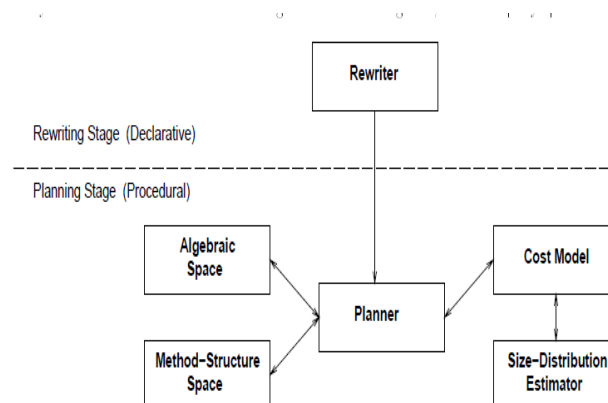 Rewriter
Rewriting Stage (Declarative)
Planning Stage (Procedural)
Algebraic
Space
Cost Model
Planner
Method-Structure
Space
Size-Distribution
Estimator